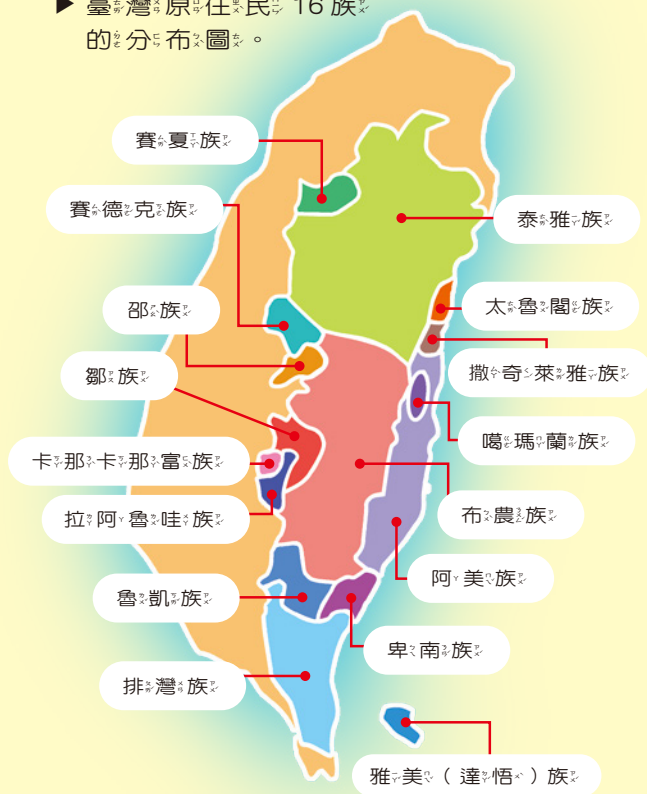 ▶ 臺灣原住民 16 族
的分布圖。
賽夏族
賽德克族
泰雅族
邵族
太魯閣族
鄒族
撒奇萊雅族
噶瑪蘭族
卡那卡那富族
拉阿魯哇族
布農族
阿美族
魯凱族
卑南族
排灣族
雅美(達悟)族